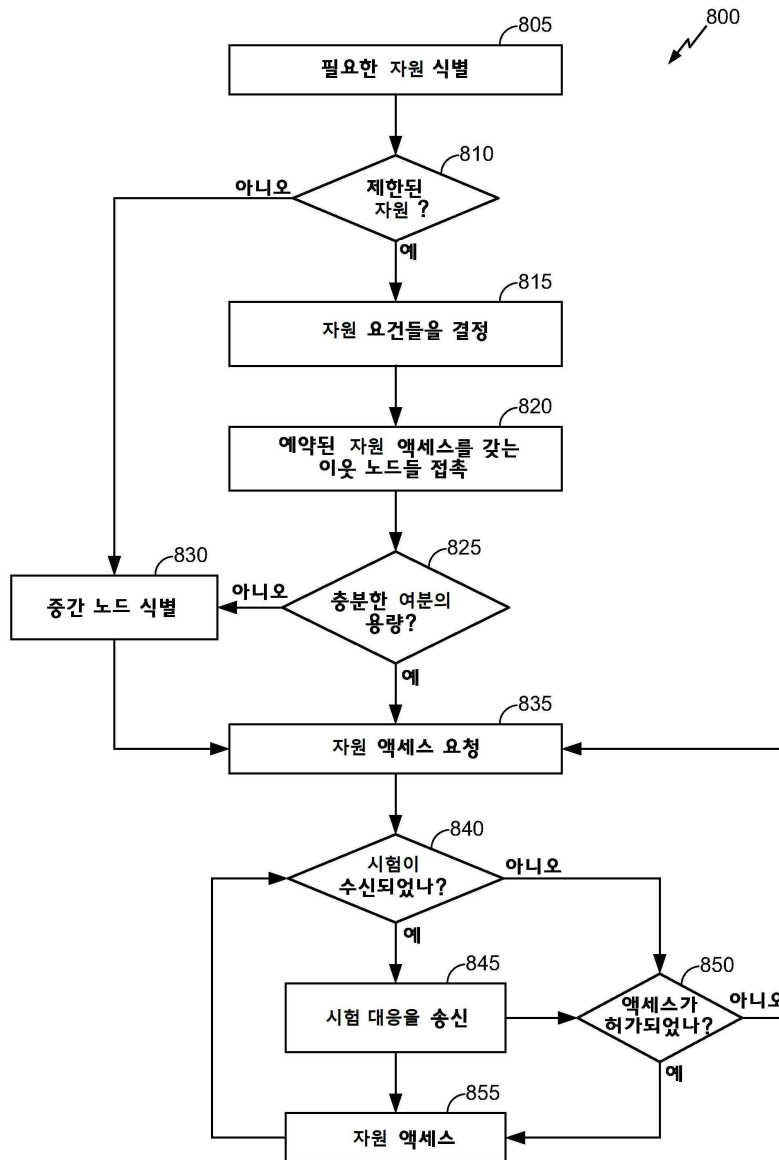 800
805
필요한 자원 식별
810
제한된
자원 ?
아니오
예
815
자원 요건들을 결정
820
예약된 자원 액세스를 갖는
이웃 노드들 접촉
825
충분한 여분의
용량?
아니오
예
830
중간 노드 식별
835
자원 액세스 요청
840
시험이
수신되었나?
아니오
예
845
시험 대응을 송신
850
액세스가
허가되었나?
아니오
예
855
자원 액세스